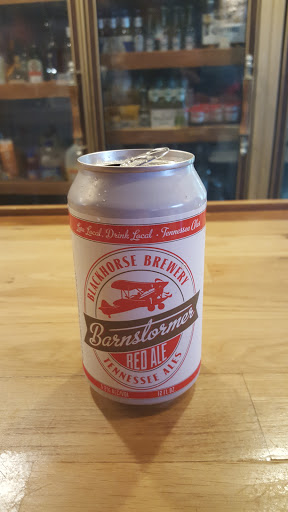 Live Local, Drink Local - Tennessee Ales
BLACKHORSE BREWERY
Barnstormer
RED ALE
TENNESSEE ALES
12 FL OZ